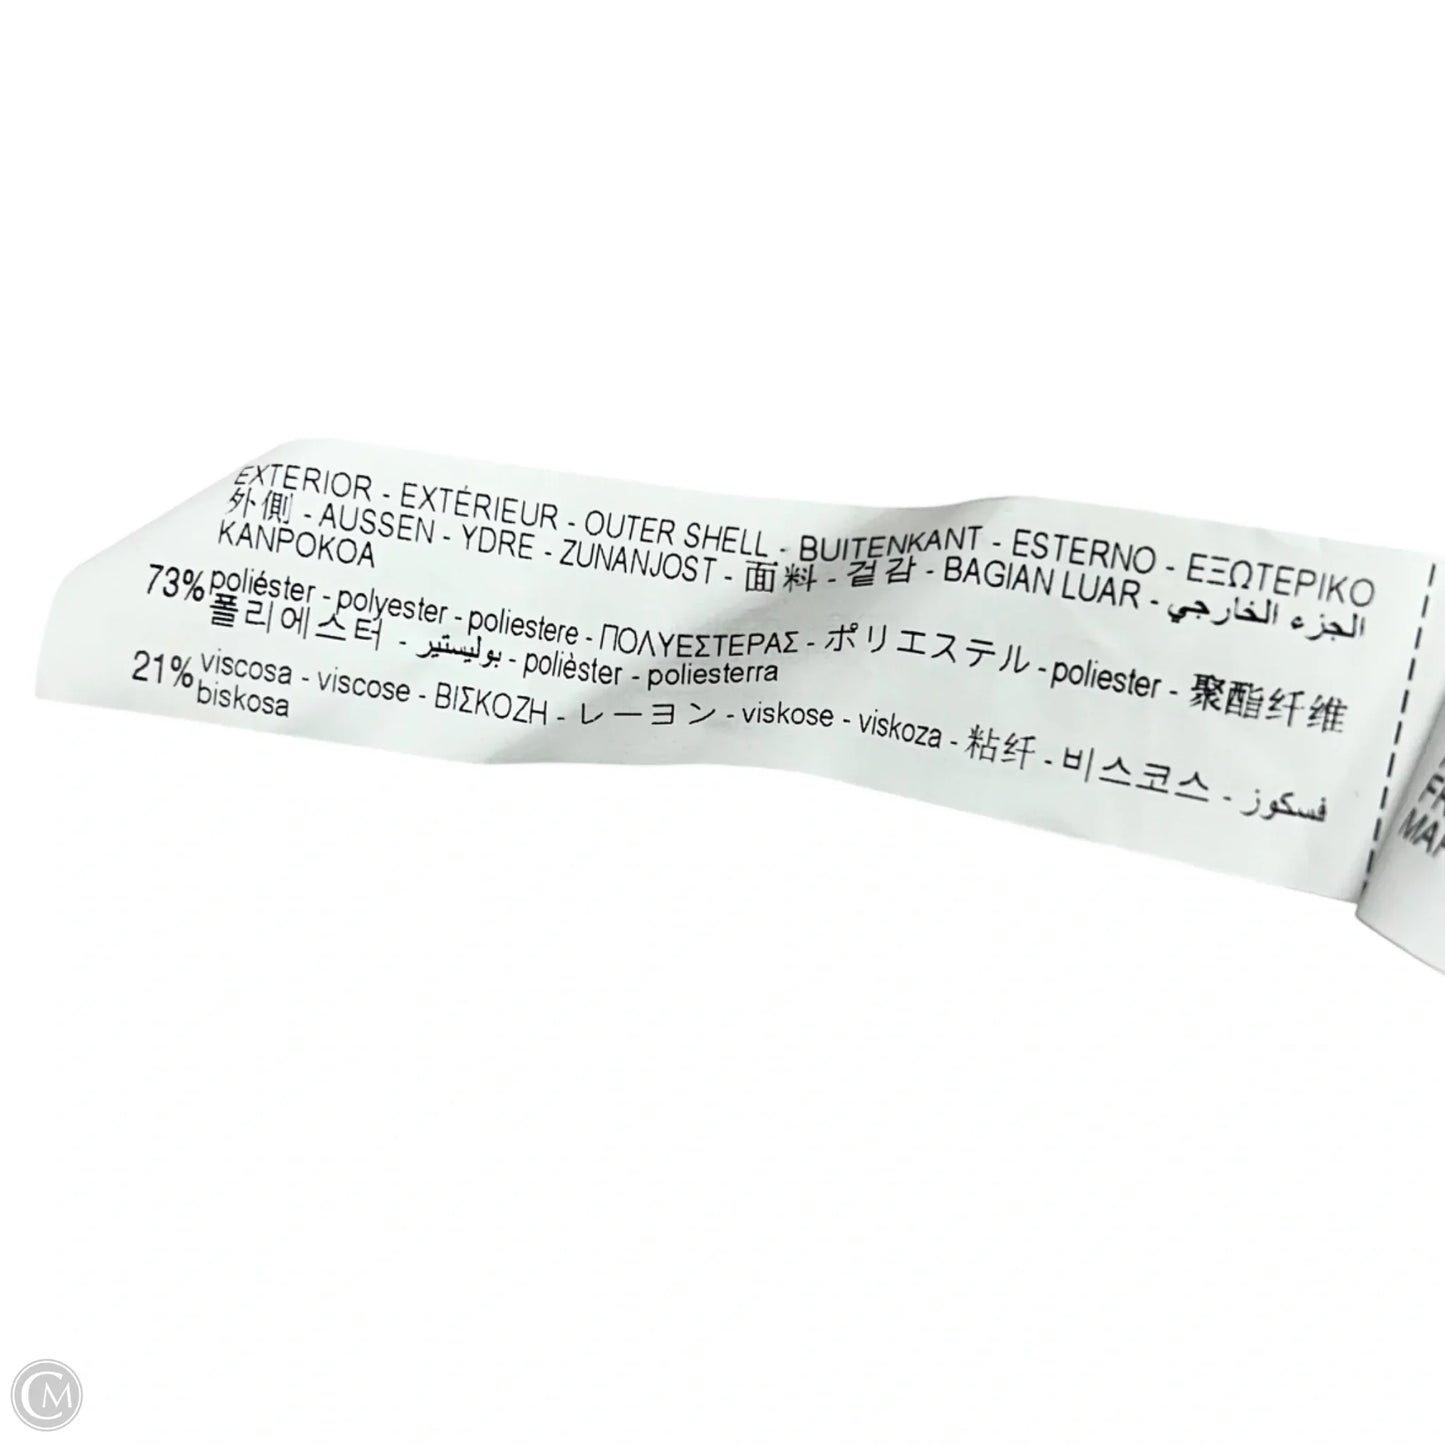 EXTERIOR - EXTÉRIEUR - OUTER SHELL - BUITENKANT - ESTERNO - ΕΞΩΤΕΡΙΚΟ
外側 - AUSSEN - YDRE - ZUNANJOST - 面料 - 겉감 - BAGIAN LUAR - الجزء الخارجي
KANPOKOA
73% poliéster - polyester - poliestere - ΠΟΛΥΕΣΤΕΡΑΣ - ポリエステル - poliester - 聚酯纤维
폴리에스터 - بوليستير - polièster - poliesterra
21% viscosa - viscose - ΒΙΣΚΟΖΗ - レーヨン - viskose - viskoza - 粘纤 - 비스코스 - فسكوز
biskosa
CM